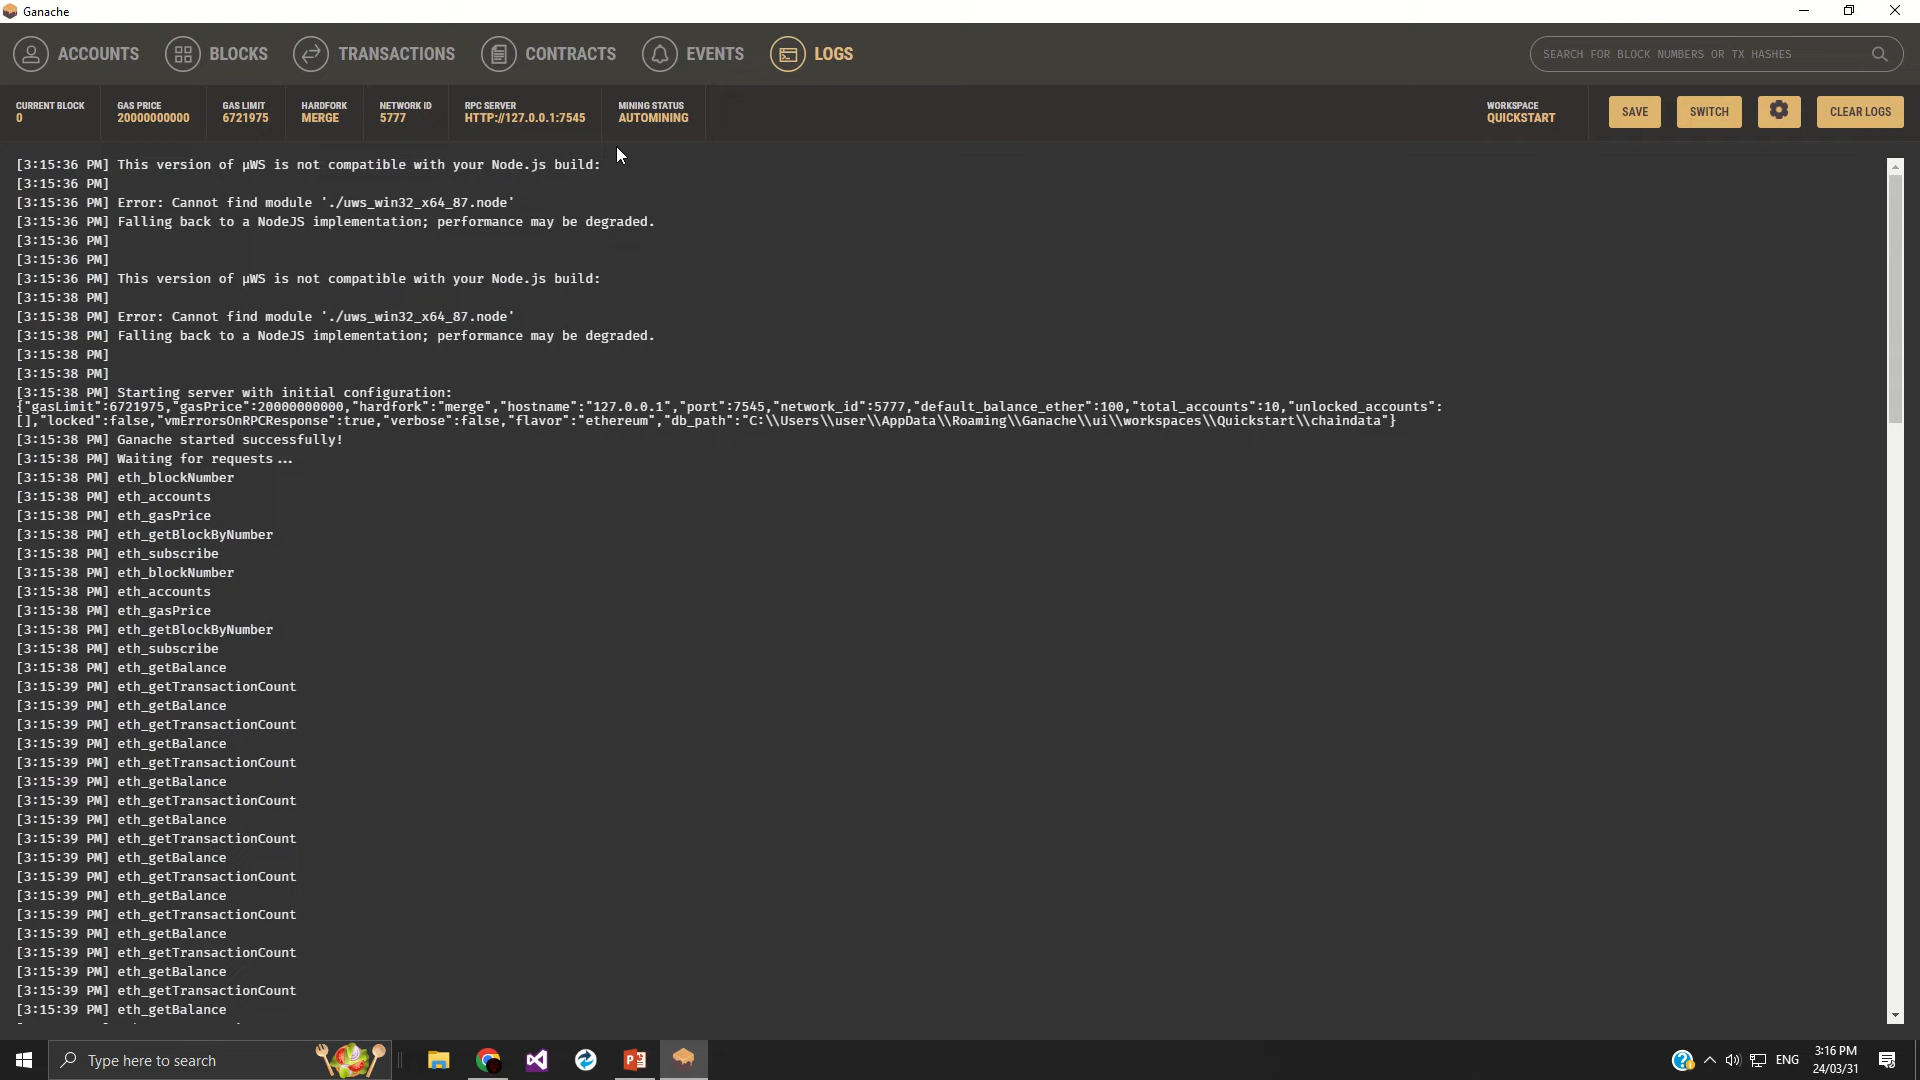 Ganache
ACCOUNTS BLOCKS TRANSACTIONS CONTRACTS EVENTS LOGS SEARCH FOR BLOCK NUMBERS OR TX HASHES
CURRENT BLOCK GAS PRICE GAS LIMIT HARDFORK NETWORK ID RPC SERVER MINING STATUS WORKSPACE
0 20000000000 6721975 MERGE 5777 HTTP://127.0.0.1:7545 AUTOMINING QUICKSTART
SAVE SWITCH CLEAR LOGS
[3:15:36 PM] This version of µWS is not compatible with your Node.js build:
[3:15:36 PM]
[3:15:36 PM] Error: Cannot find module './uws_win32_x64_87.node'
[3:15:36 PM] Falling back to a NodeJS implementation; performance may be degraded.
[3:15:36 PM]
[3:15:36 PM]
[3:15:36 PM] This version of µWS is not compatible with your Node.js build:
[3:15:38 PM]
[3:15:38 PM] Error: Cannot find module './uws_win32_x64_87.node'
[3:15:38 PM] Falling back to a NodeJS implementation; performance may be degraded.
[3:15:38 PM]
[3:15:38 PM]
[3:15:38 PM] Starting server with initial configuration:
{"gasLimit":6721975,"gasPrice":20000000000,"hardfork":"merge","hostname":"127.0.0.1","port":7545,"network_id":5777,"default_balance_ether":100,"total_accounts":10,"unlocked_accounts":
[],"locked":false,"vmErrorsOnRPCResponse":true,"verbose":false,"flavor":"ethereum","db_path":"C:\\Users\\user\\AppData\\Roaming\\Ganache\\ui\\workspaces\\Quickstart\\chaindata"}
[3:15:38 PM] Ganache started successfully!
[3:15:38 PM] Waiting for requests...
[3:15:38 PM] eth_blockNumber
[3:15:38 PM] eth_accounts
[3:15:38 PM] eth_gasPrice
[3:15:38 PM] eth_getBlockByNumber
[3:15:38 PM] eth_subscribe
[3:15:38 PM] eth_blockNumber
[3:15:38 PM] eth_accounts
[3:15:38 PM] eth_gasPrice
[3:15:38 PM] eth_getBlockByNumber
[3:15:38 PM] eth_subscribe
[3:15:38 PM] eth_getBalance
[3:15:39 PM] eth_getTransactionCount
[3:15:39 PM] eth_getBalance
[3:15:39 PM] eth_getTransactionCount
[3:15:39 PM] eth_getBalance
[3:15:39 PM] eth_getTransactionCount
[3:15:39 PM] eth_getBalance
[3:15:39 PM] eth_getTransactionCount
[3:15:39 PM] eth_getBalance
[3:15:39 PM] eth_getTransactionCount
[3:15:39 PM] eth_getBalance
[3:15:39 PM] eth_getTransactionCount
[3:15:39 PM] eth_getBalance
[3:15:39 PM] eth_getTransactionCount
[3:15:39 PM] eth_getBalance
[3:15:39 PM] eth_getTransactionCount
[3:15:39 PM] eth_getBalance
[3:15:39 PM] eth_getTransactionCount
[3:15:39 PM] eth_getBalance
Type here to search
ENG 3:16 PM
24/03/31